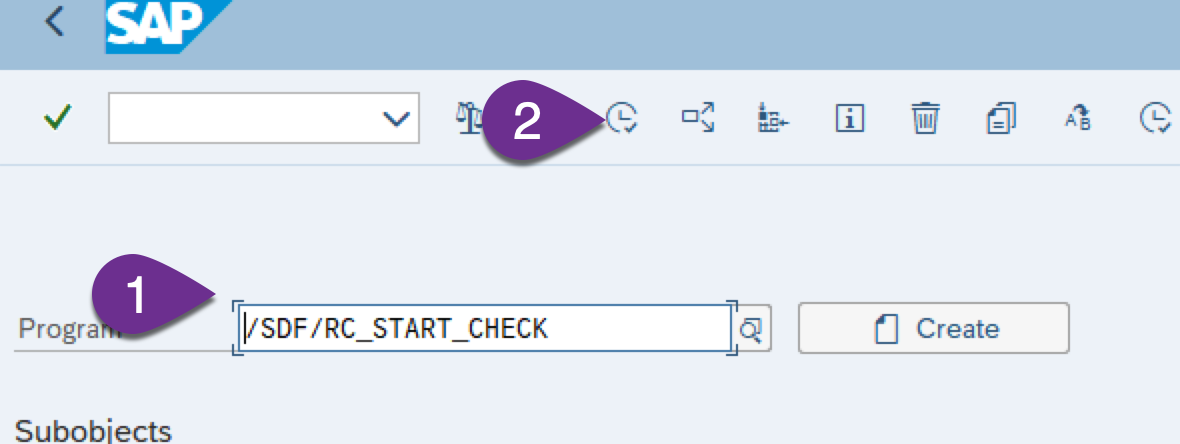 SAP
2
1
Program /SDF/RC_START_CHECK Create
Subobjects